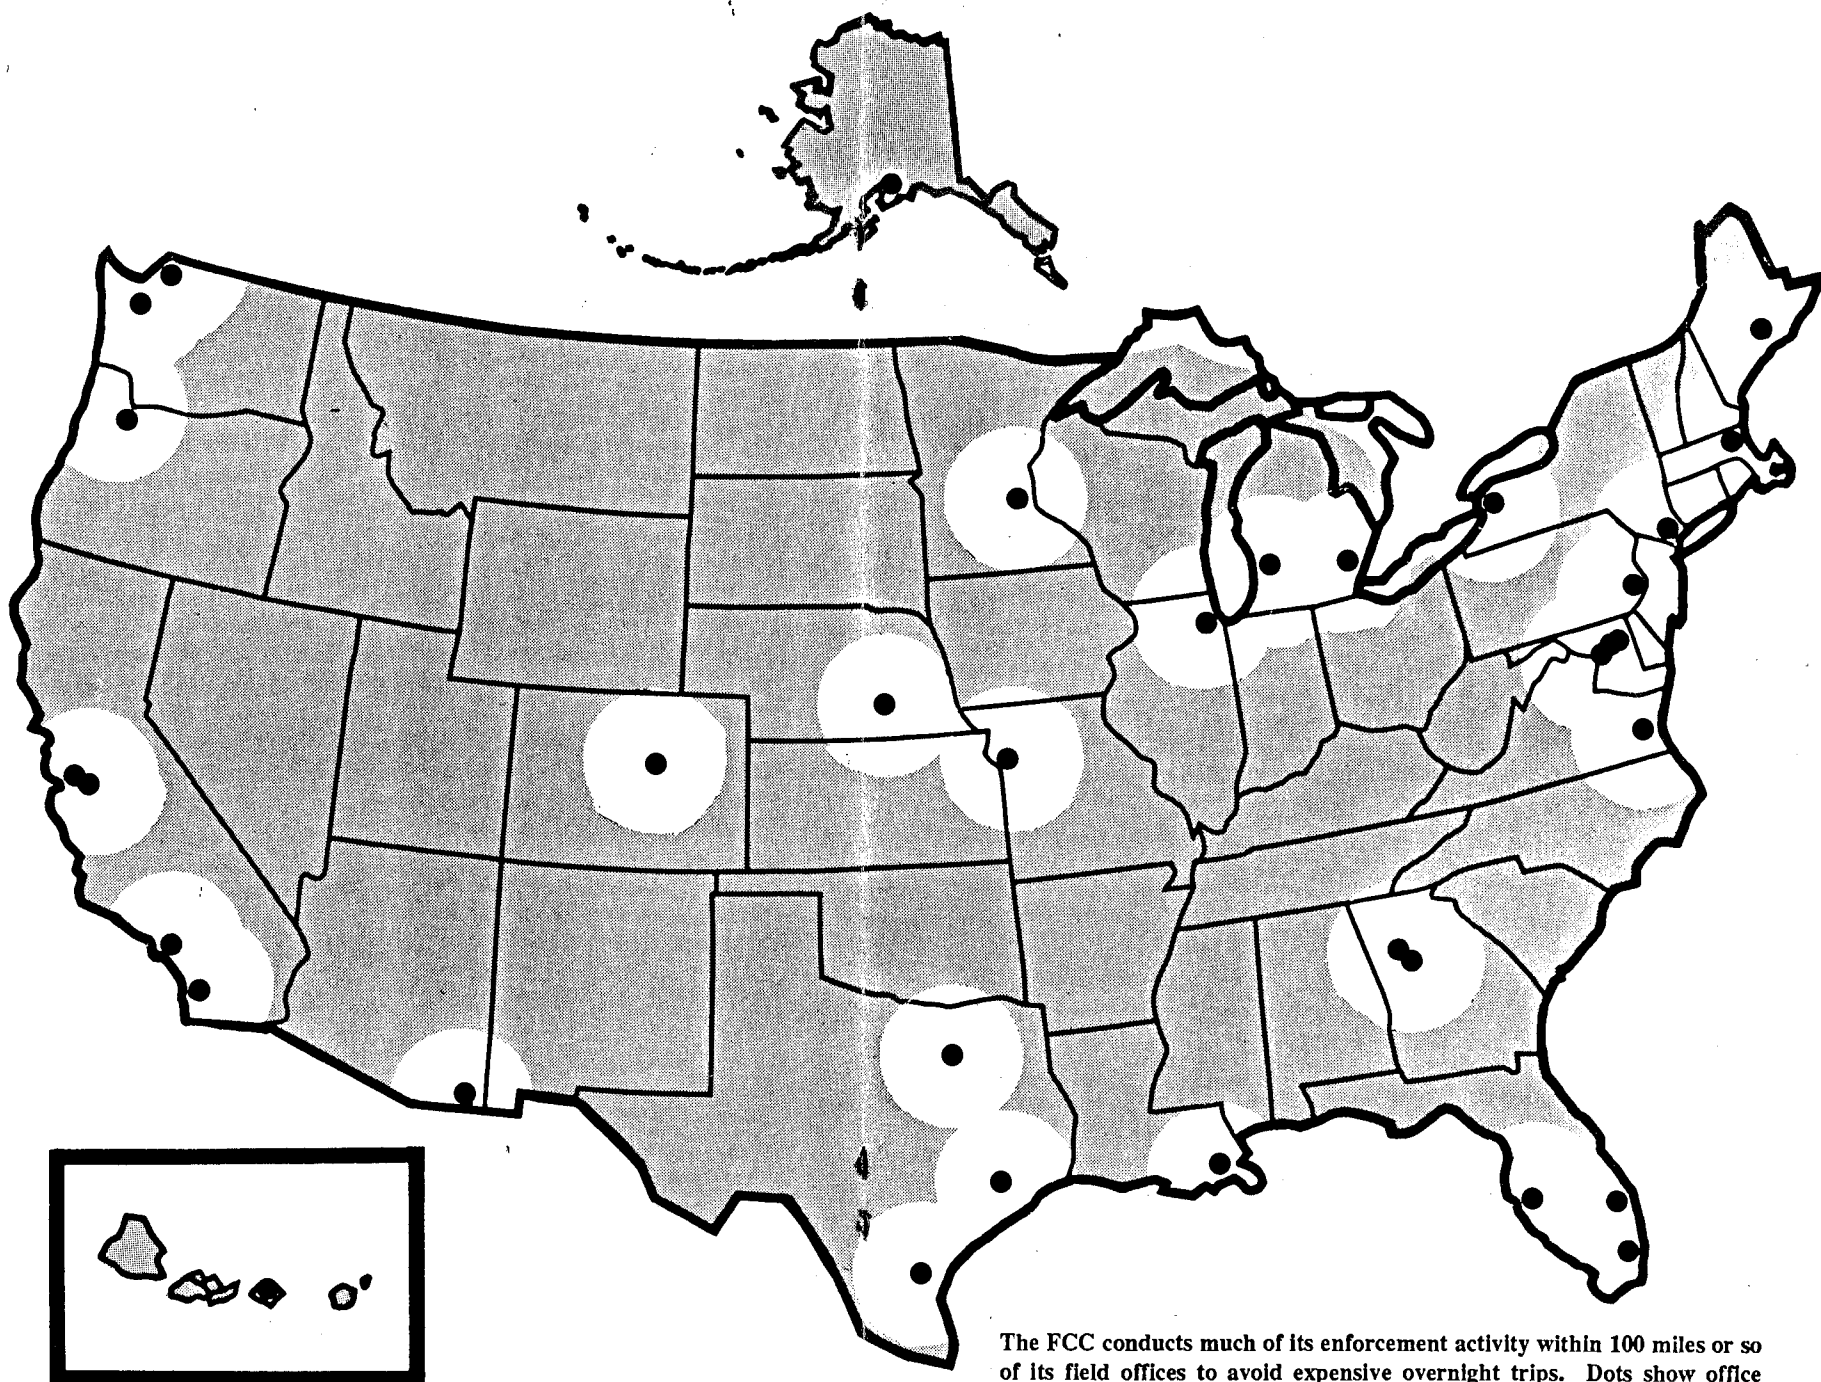 The FCC conducts much of its enforcement activity within 100 miles or so
of its field offices to avoid expensive overnight trips. Dots show office